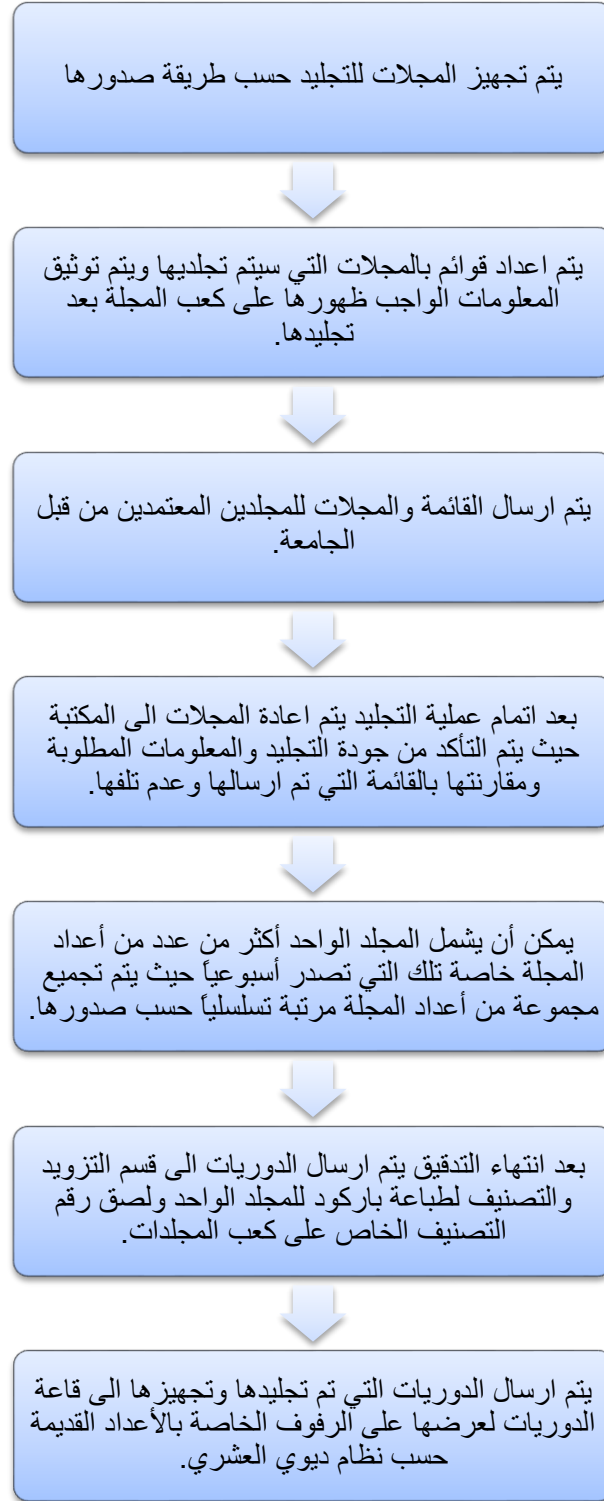 يتم تجهيز المجلات للتجليد حسب طريقة صدورها
يتم اعداد قوائم بالمجلات التي سيتم تجلديها ويتم توثيق
المعلومات الواجب ظهورها على كعب المجلة بعد
تجليدها.
يتم ارسال القائمة والمجلات للمجلدين المعتمدين من قبل
الجامعة.
بعد اتمام عملية التجليد يتم اعادة المجلات الى المكتبة
حيث يتم التأكد من جودة التجليد والمعلومات المطلوبة
ومقارنتها بالقائمة التي تم ارسالها وعدم تلفها.
يمكن أن يشمل المجلد الواحد أكثر من عدد من أعداد
المجلة خاصة تلك التي تصدر أسبوعياً حيث يتم تجميع
مجموعة من أعداد المجلة مرتبة تسلسلياً حسب صدورها.
بعد انتهاء التدقيق يتم ارسال الدوريات الى قسم التزويد
والتصنيف لطباعة باركود للمجلد الواحد ولصق رقم
التصنيف الخاص على كعب المجلدات.
يتم ارسال الدوريات التي تم تجليدها وتجهيزها الى قاعة
الدوريات لعرضها على الرفوف الخاصة بالأعداد القديمة
حسب نظام ديوي العشري.